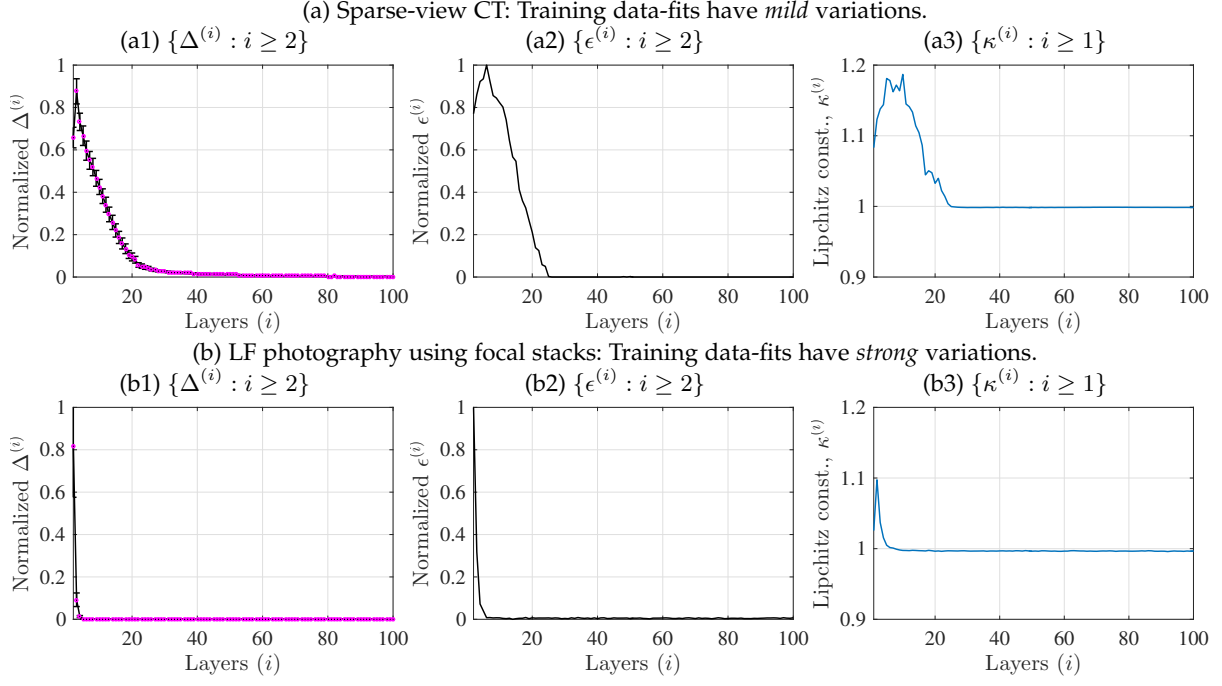 (a) Sparse-view CT: Training data-fits have mild variations.
(a1) {Δ^(i) : i ≥ 2}
(a2) {ϵ^(i) : i ≥ 2}
(a3) {κ^(i) : i ≥ 1}
Normalized Δ^(i)
1
0.8
0.6
0.4
0.2
0
20 40 60 80 100
Layers (i)
Normalized ϵ^(i)
1
0.8
0.6
0.4
0.2
0
20 40 60 80 100
Layers (i)
Lipchitz const., κ^(i)
1.2
1.1
1
0.9
20 40 60 80 100
Layers (i)
(b) LF photography using focal stacks: Training data-fits have strong variations.
(b1) {Δ^(i) : i ≥ 2}
(b2) {ϵ^(i) : i ≥ 2}
(b3) {κ^(i) : i ≥ 1}
Normalized Δ^(i)
1
0.8
0.6
0.4
0.2
0
20 40 60 80 100
Layers (i)
Normalized ϵ^(i)
1
0.8
0.6
0.4
0.2
0
20 40 60 80 100
Layers (i)
Lipchitz const., κ^(i)
1.2
1.1
1
0.9
20 40 60 80 100
Layers (i)